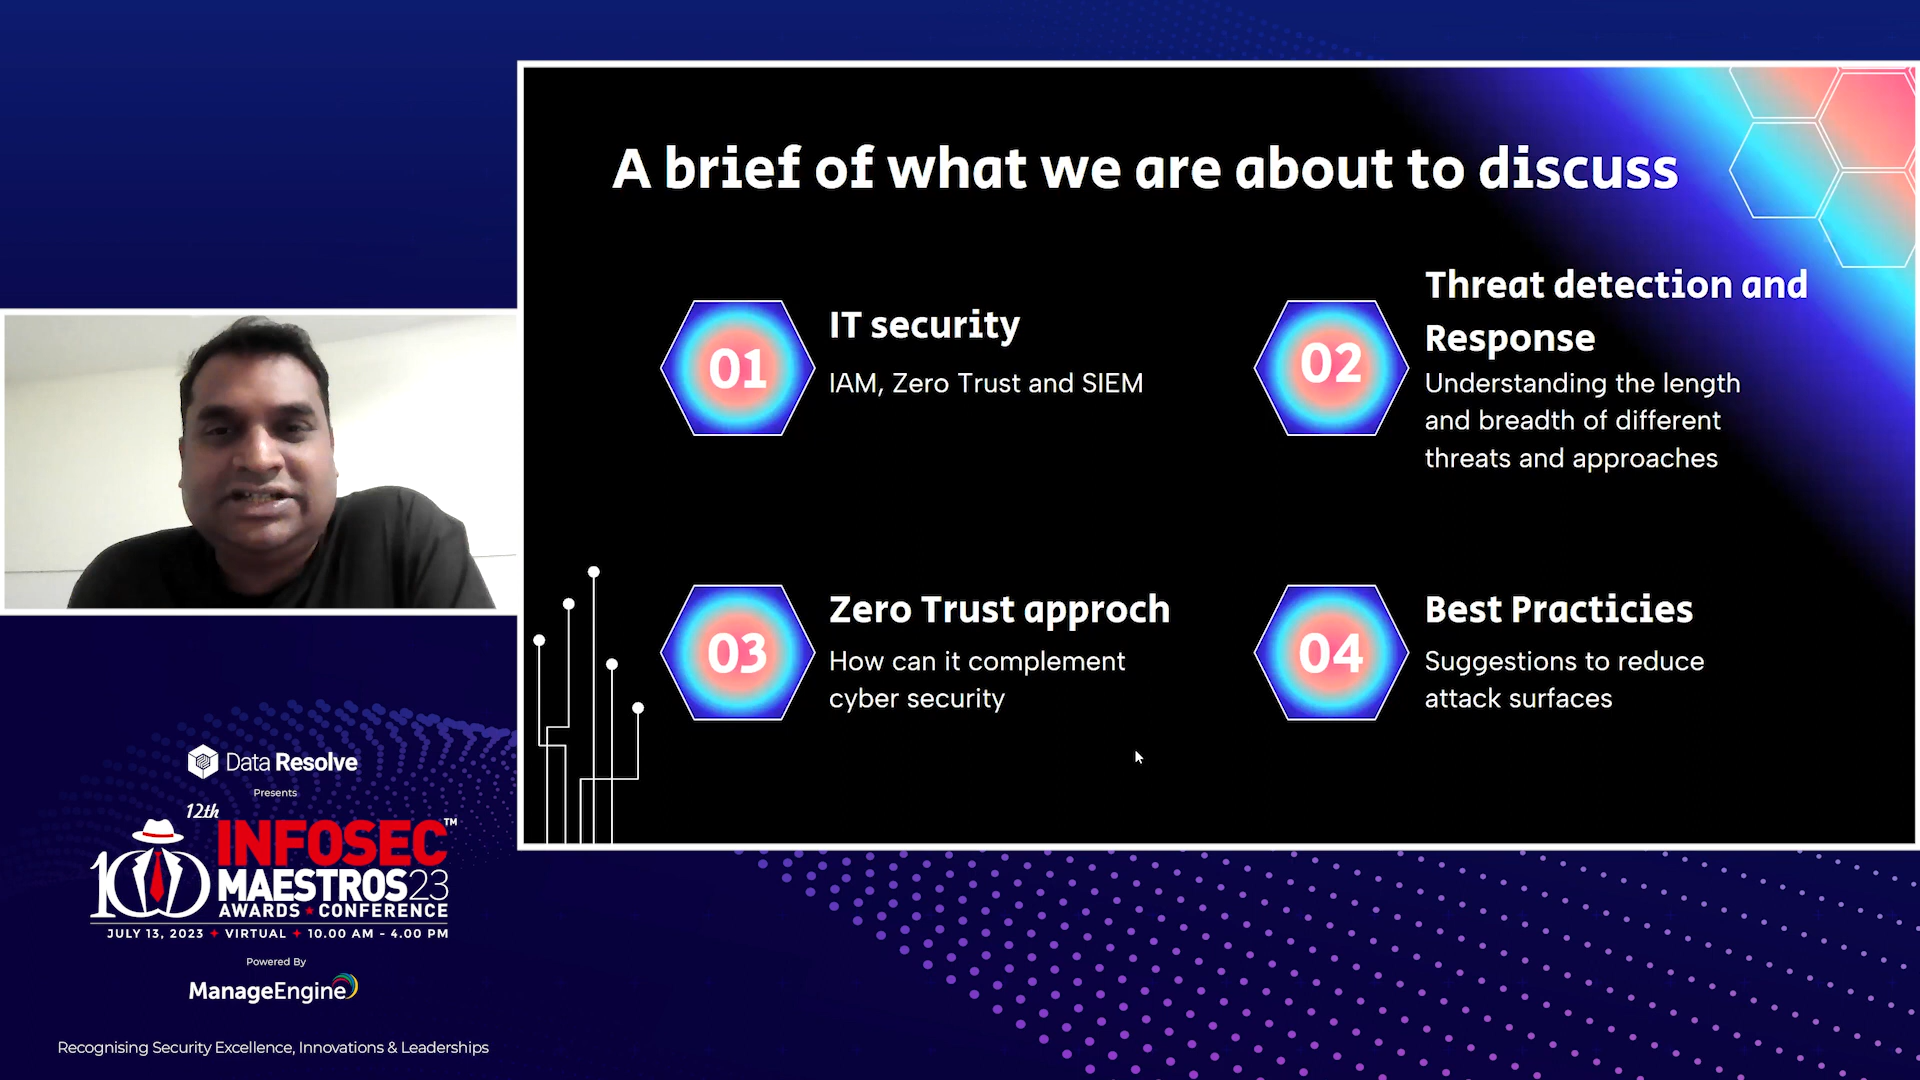 A brief of what we are about to discuss
01
IT security
IAM, Zero Trust and SIEM
02
Threat detection and
Response
Understanding the length
and breadth of different
threats and approaches
03
Zero Trust approch
How can it complement
cyber security
04
Best Practicies
Suggestions to reduce
attack surfaces
Data Resolve
Presents
12th
100 INFOSEC™
MAESTROS23
AWARDS ★ CONFERENCE
JULY 13, 2023 ✦ VIRTUAL ✦ 10.00 AM - 4.00 PM
Powered By
ManageEngine
Recognising Security Excellence, Innovations & Leaderships